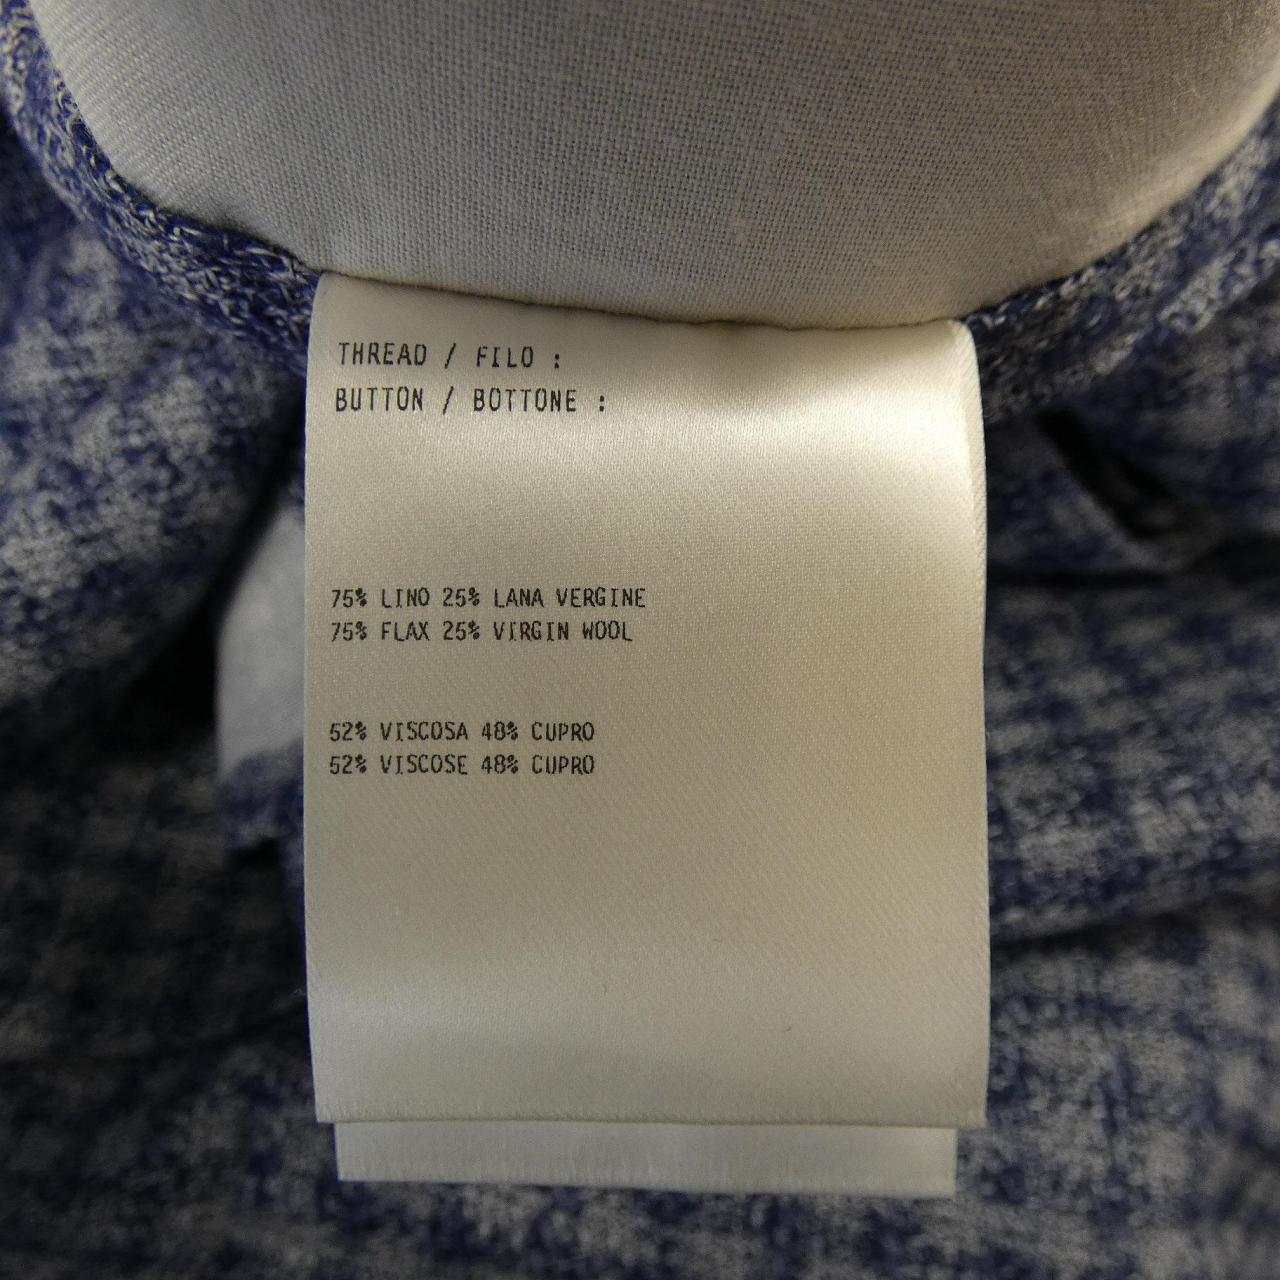 THREAD / FILO :
BUTTON / BOTTONE :
75% LINO 25% LANA VERGINE
75% FLAX 25% VIRGIN WOOL
52% VISCOSA 48% CUPRO
52% VISCOSE 48% CUPRO